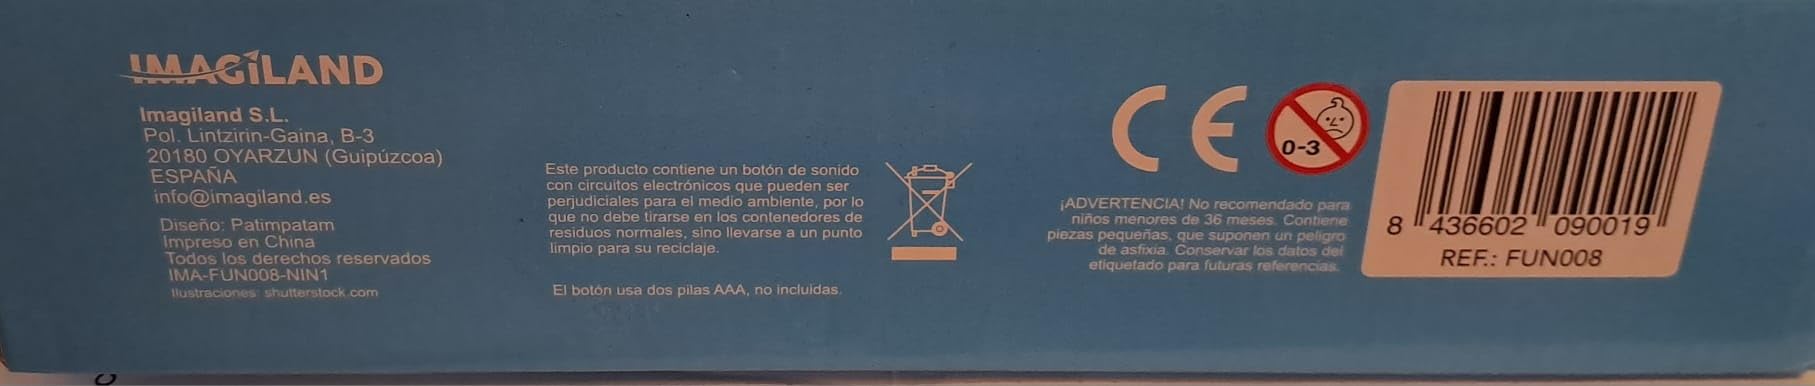 IMAGILAND
Imagiland S.L.
Pol. Lintzirin-Gaina, B-3
20180 OYARZUN (Guipúzcoa)
ESPAÑA
info@imagiland.es
Diseño: Patimpatam
Impreso en China
Todos los derechos reservados
IMA-FUN008-NIN1
Ilustraciones: shutterstock.com
Este producto contiene un botón de sonido
con circuitos electrónicos que pueden ser
perjudiciales para el medio ambiente, por lo
que no debe tirarse en los contenedores de
residuos normales, sino llevarse a un punto
limpio para su reciclaje.
El botón usa dos pilas AAA, no incluidas.
CE
0-3
¡ADVERTENCIA! No recomendado para
niños menores de 36 meses. Contiene
piezas pequeñas, que suponen un peligro
de asfixia. Conservar los datos del
etiquetado para futuras referencias.
8 436602 090019
REF.: FUN008